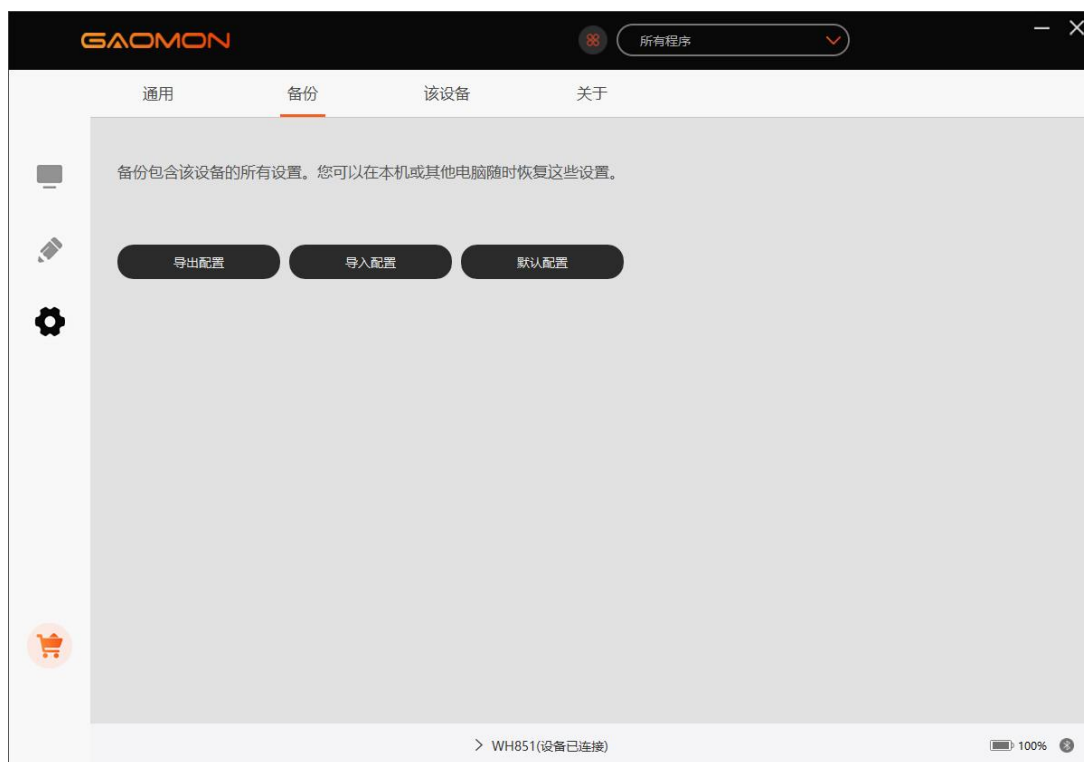 GAOMON
所有程序
通用 备份 该设备 关于
备份包含该设备的所有设置。您可以在本机或其他电脑随时恢复这些设置。
导出配置 导入配置 默认配置
WH851(设备已连接)
100%